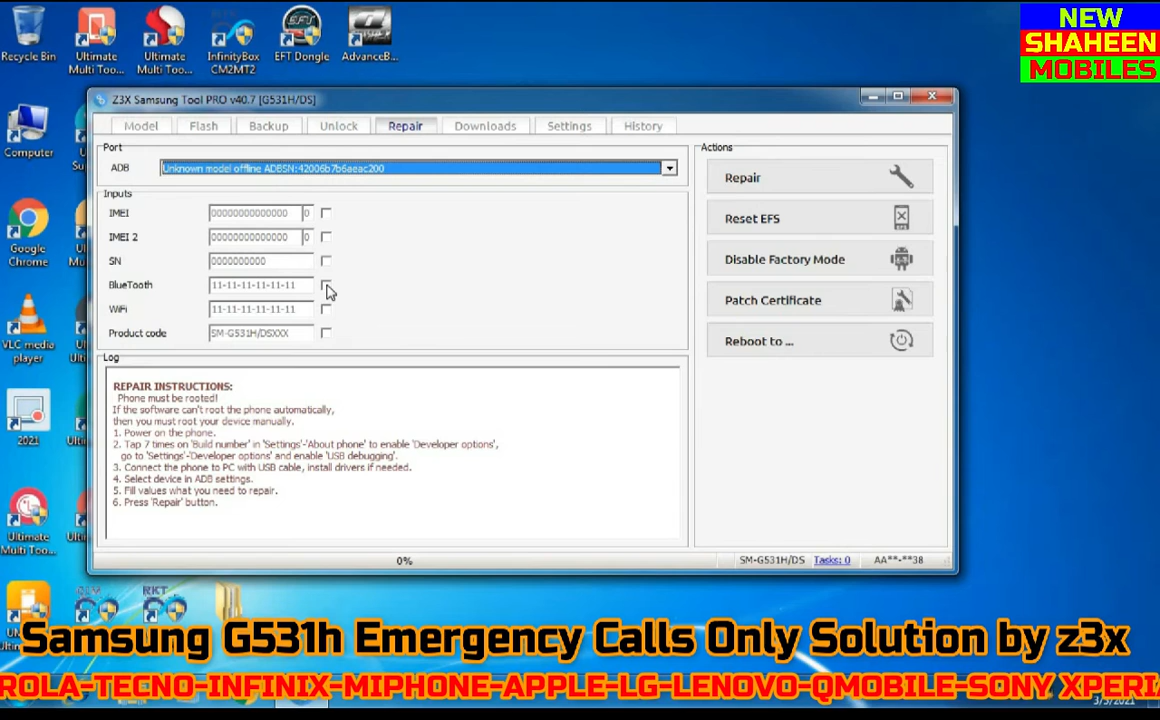 NEW
SHAHEEN
MOBILES
Recycle Bin
Ultimate
Multi Too...
Ultimate
Multi Too...
InfinityBox
CM2MT2
EFT Dongle
AdvanceB...
Computer
Google
Chrome
VLC media
player
2021
Ultimate
Multi Too...
Z3X Samsung Tool PRO v40.7 [G531H/DS]
Model Flash Backup Unlock Repair Downloads Settings History
Port
ADB Unknown model offline ADBSN:42006b7b6aeac200
Inputs
IMEI 00000000000000 0
IMEI 2 00000000000000 0
SN 0000000000
BlueTooth 11-11-11-11-11-11
WiFi 11-11-11-11-11-11
Product code SM-G531H/DSXXX
Actions
Repair
Reset EFS
Disable Factory Mode
Patch Certificate
Reboot to ...
Log
REPAIR INSTRUCTIONS:
Phone must be rooted!
If the software can't root the phone automatically,
then you must root your device manually.
1. Power on the phone.
2. Tap 7 times on 'Build number' in 'Settings'-'About phone' to enable 'Developer options',
go to 'Settings'-'Developer options' and enable 'USB debugging'.
3. Connect the phone to PC with USB cable, install drivers if needed.
4. Select device in ADB settings.
5. Fill values what you need to repair.
6. Press 'Repair' button.
0% SM-G531H/DS Tasks: 0 AA**-**38
RKT
Samsung G531h Emergency Calls Only Solution by z3x
ROLA-TECNO-INFINIX-MIPHONE-APPLE-LG-LENOVO-QMOBILE-SONY XPERIA
3/3/2021